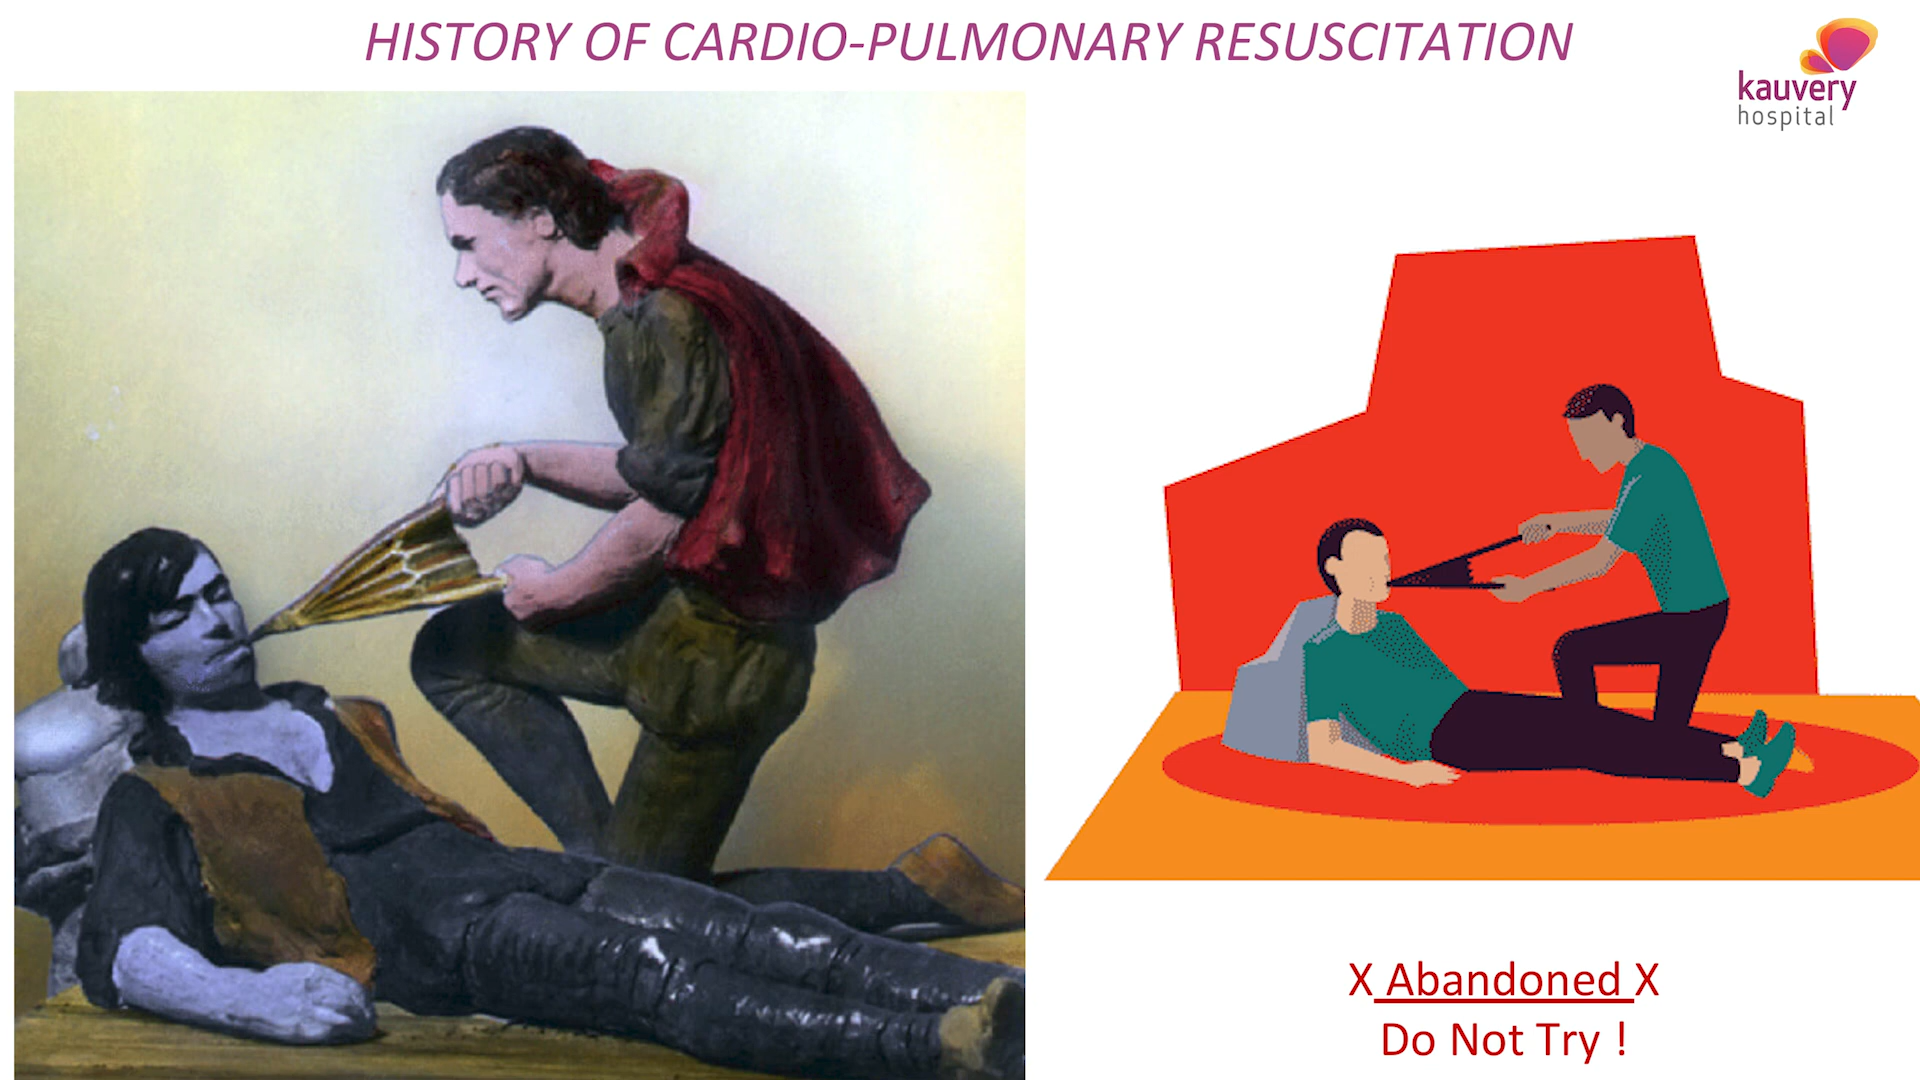 HISTORY OF CARDIO-PULMONARY RESUSCITATION
kauvery
hospital
X Abandoned X
Do Not Try !